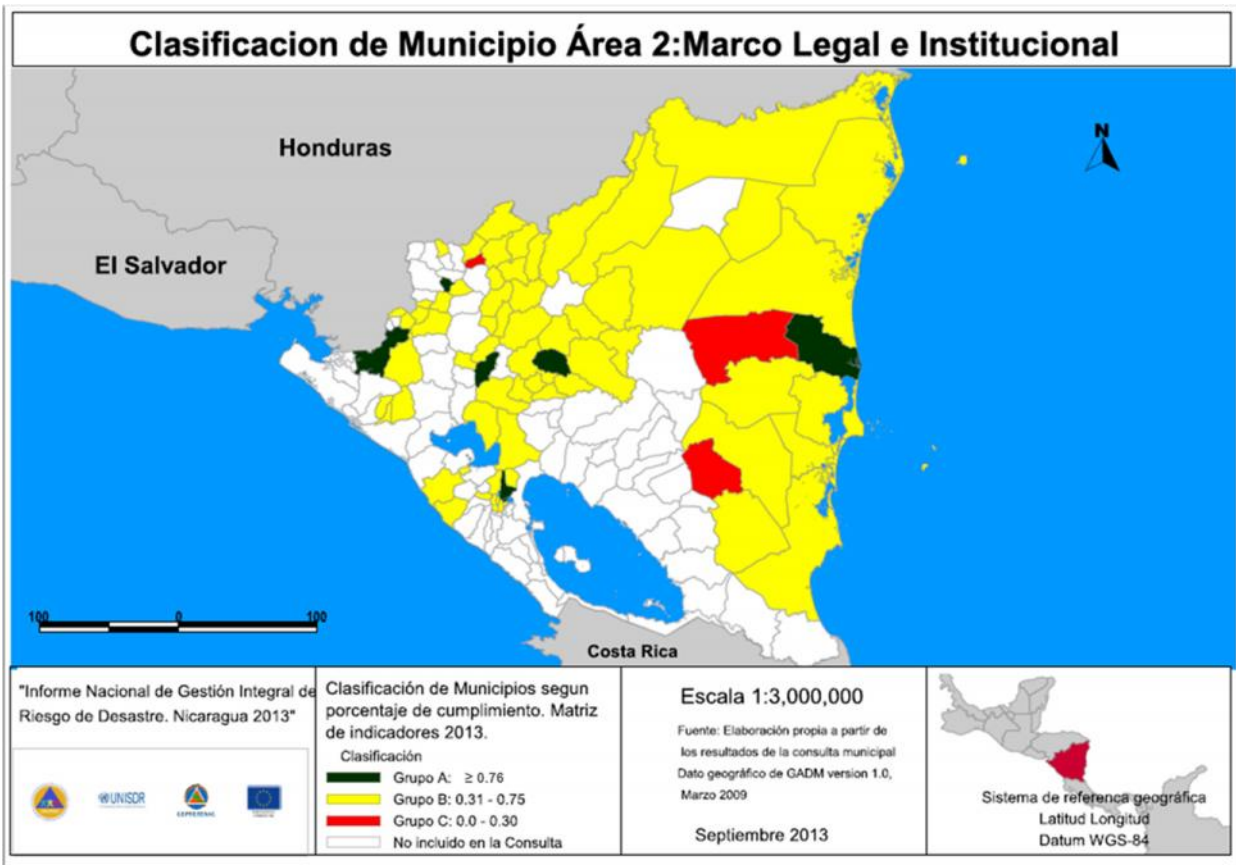 Clasificacion de Municipio Área 2:Marco Legal e Institucional
Honduras
N
El Salvador
100 0 100
Costa Rica
"Informe Nacional de Gestión Integral de
Riesgo de Desastre. Nicaragua 2013"
UNISDR
CEPREDENAC
Clasificación de Municipios segun
porcentaje de cumplimiento. Matriz
de indicadores 2013.
Clasificación
Grupo A: ≥ 0.76
Grupo B: 0.31 - 0.75
Grupo C: 0.0 - 0.30
No incluido en la Consulta
Escala 1:3,000,000
Fuente: Elaboración propia a partir de
los resultados de la consulta municipal
Dato geográfico de GADM version 1.0,
Marzo 2009
Septiembre 2013
Sistema de referenca geográfica
Latitud Longitud
Datum WGS-84